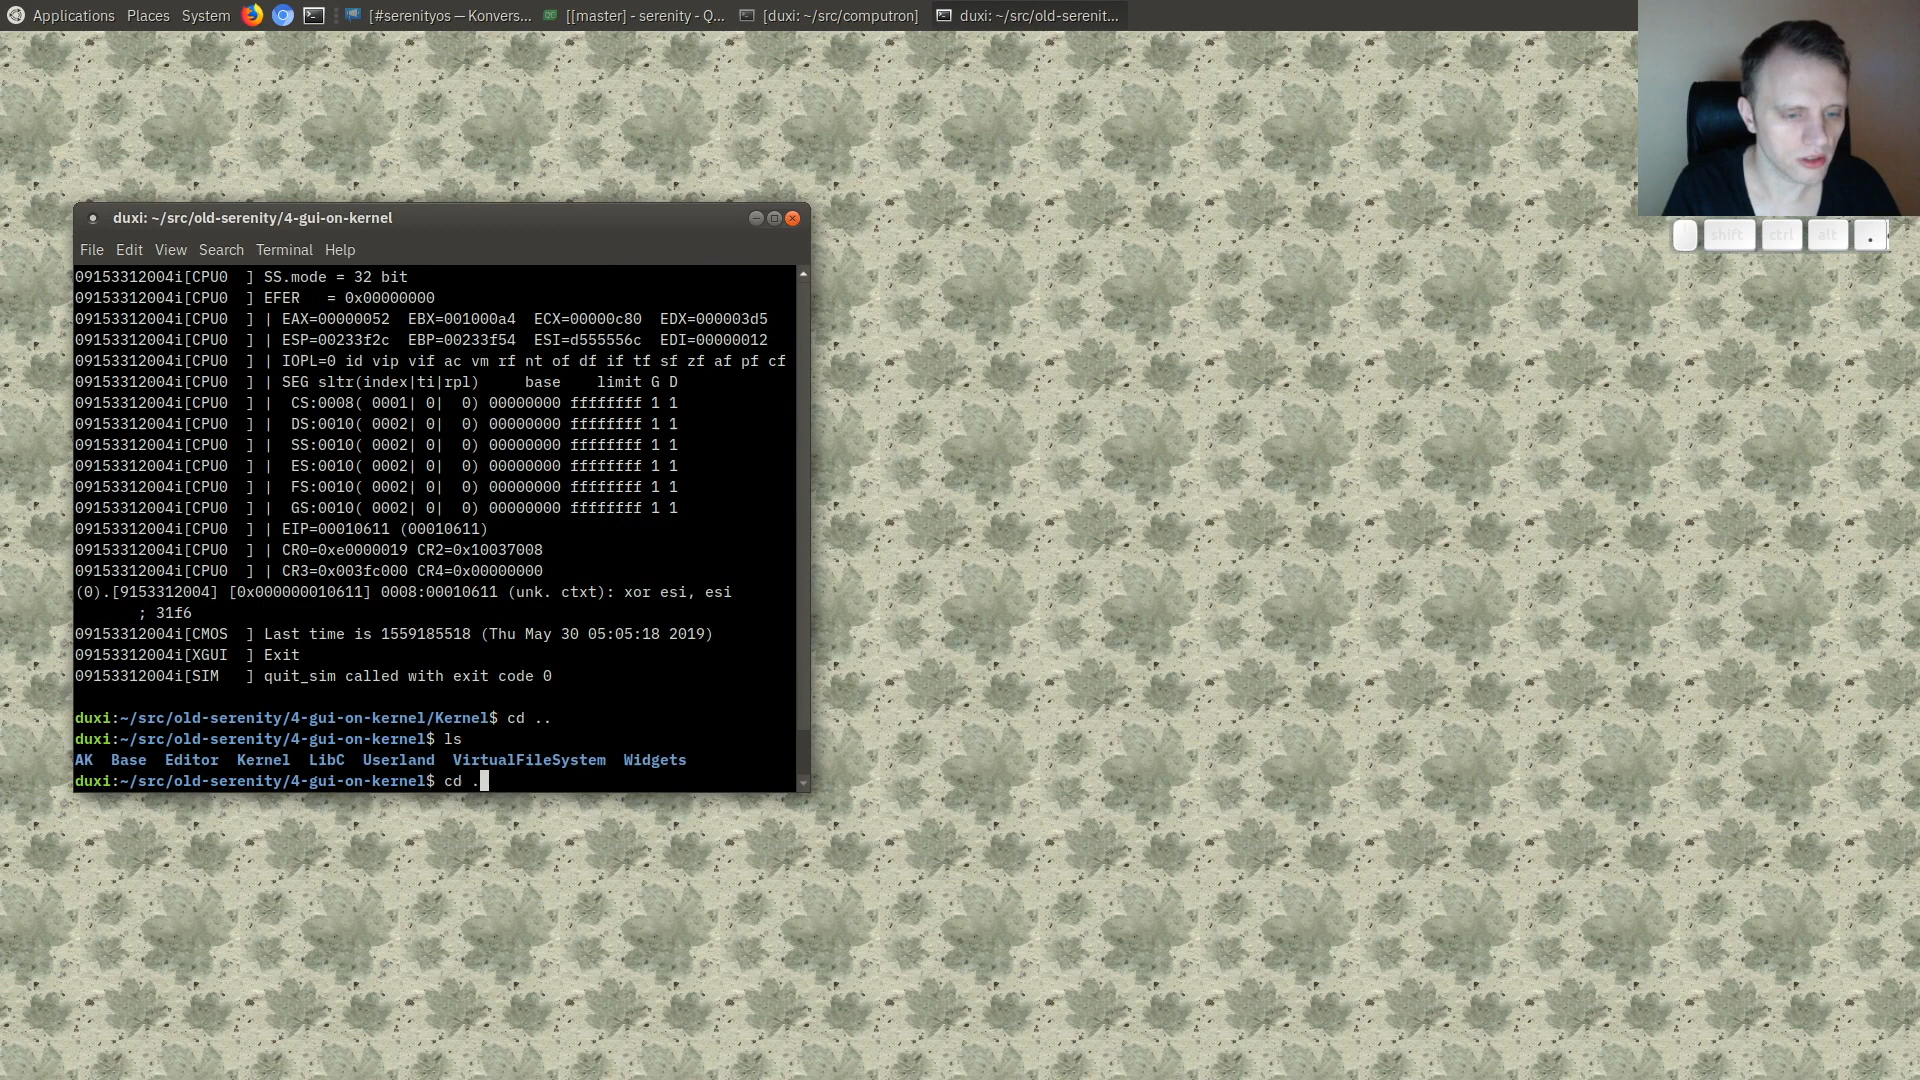 Applications Places System [#serenityos — Konvers... [[master] - serenity - Q... [duxi: ~/src/computron] duxi: ~/src/old-serenit...
shift ctrl alt .
duxi: ~/src/old-serenity/4-gui-on-kernel
File Edit View Search Terminal Help
09153312004i[CPU0  ] SS.mode = 32 bit
09153312004i[CPU0  ] EFER   = 0x00000000
09153312004i[CPU0  ] | EAX=00000052  EBX=001000a4  ECX=00000c80  EDX=000003d5
09153312004i[CPU0  ] | ESP=00233f2c  EBP=00233f54  ESI=d555556c  EDI=00000012
09153312004i[CPU0  ] | IOPL=0 id vip vif ac vm rf nt of df if tf sf zf af pf cf
09153312004i[CPU0  ] | SEG sltr(index|ti|rpl)     base    limit G D
09153312004i[CPU0  ] |  CS:0008( 0001| 0|  0) 00000000 ffffffff 1 1
09153312004i[CPU0  ] |  DS:0010( 0002| 0|  0) 00000000 ffffffff 1 1
09153312004i[CPU0  ] |  SS:0010( 0002| 0|  0) 00000000 ffffffff 1 1
09153312004i[CPU0  ] |  ES:0010( 0002| 0|  0) 00000000 ffffffff 1 1
09153312004i[CPU0  ] |  FS:0010( 0002| 0|  0) 00000000 ffffffff 1 1
09153312004i[CPU0  ] |  GS:0010( 0002| 0|  0) 00000000 ffffffff 1 1
09153312004i[CPU0  ] | EIP=00010611 (00010611)
09153312004i[CPU0  ] | CR0=0xe0000019 CR2=0x10037008
09153312004i[CPU0  ] | CR3=0x003fc000 CR4=0x00000000
(0).[9153312004] [0x000000010611] 0008:00010611 (unk. ctxt): xor esi, esi
; 31f6
09153312004i[CMOS  ] Last time is 1559185518 (Thu May 30 05:05:18 2019)
09153312004i[XGUI  ] Exit
09153312004i[SIM   ] quit_sim called with exit code 0
duxi:~/src/old-serenity/4-gui-on-kernel/Kernel$ cd ..
duxi:~/src/old-serenity/4-gui-on-kernel$ ls
AK  Base  Editor  Kernel  LibC  Userland  VirtualFileSystem  Widgets
duxi:~/src/old-serenity/4-gui-on-kernel$ cd .